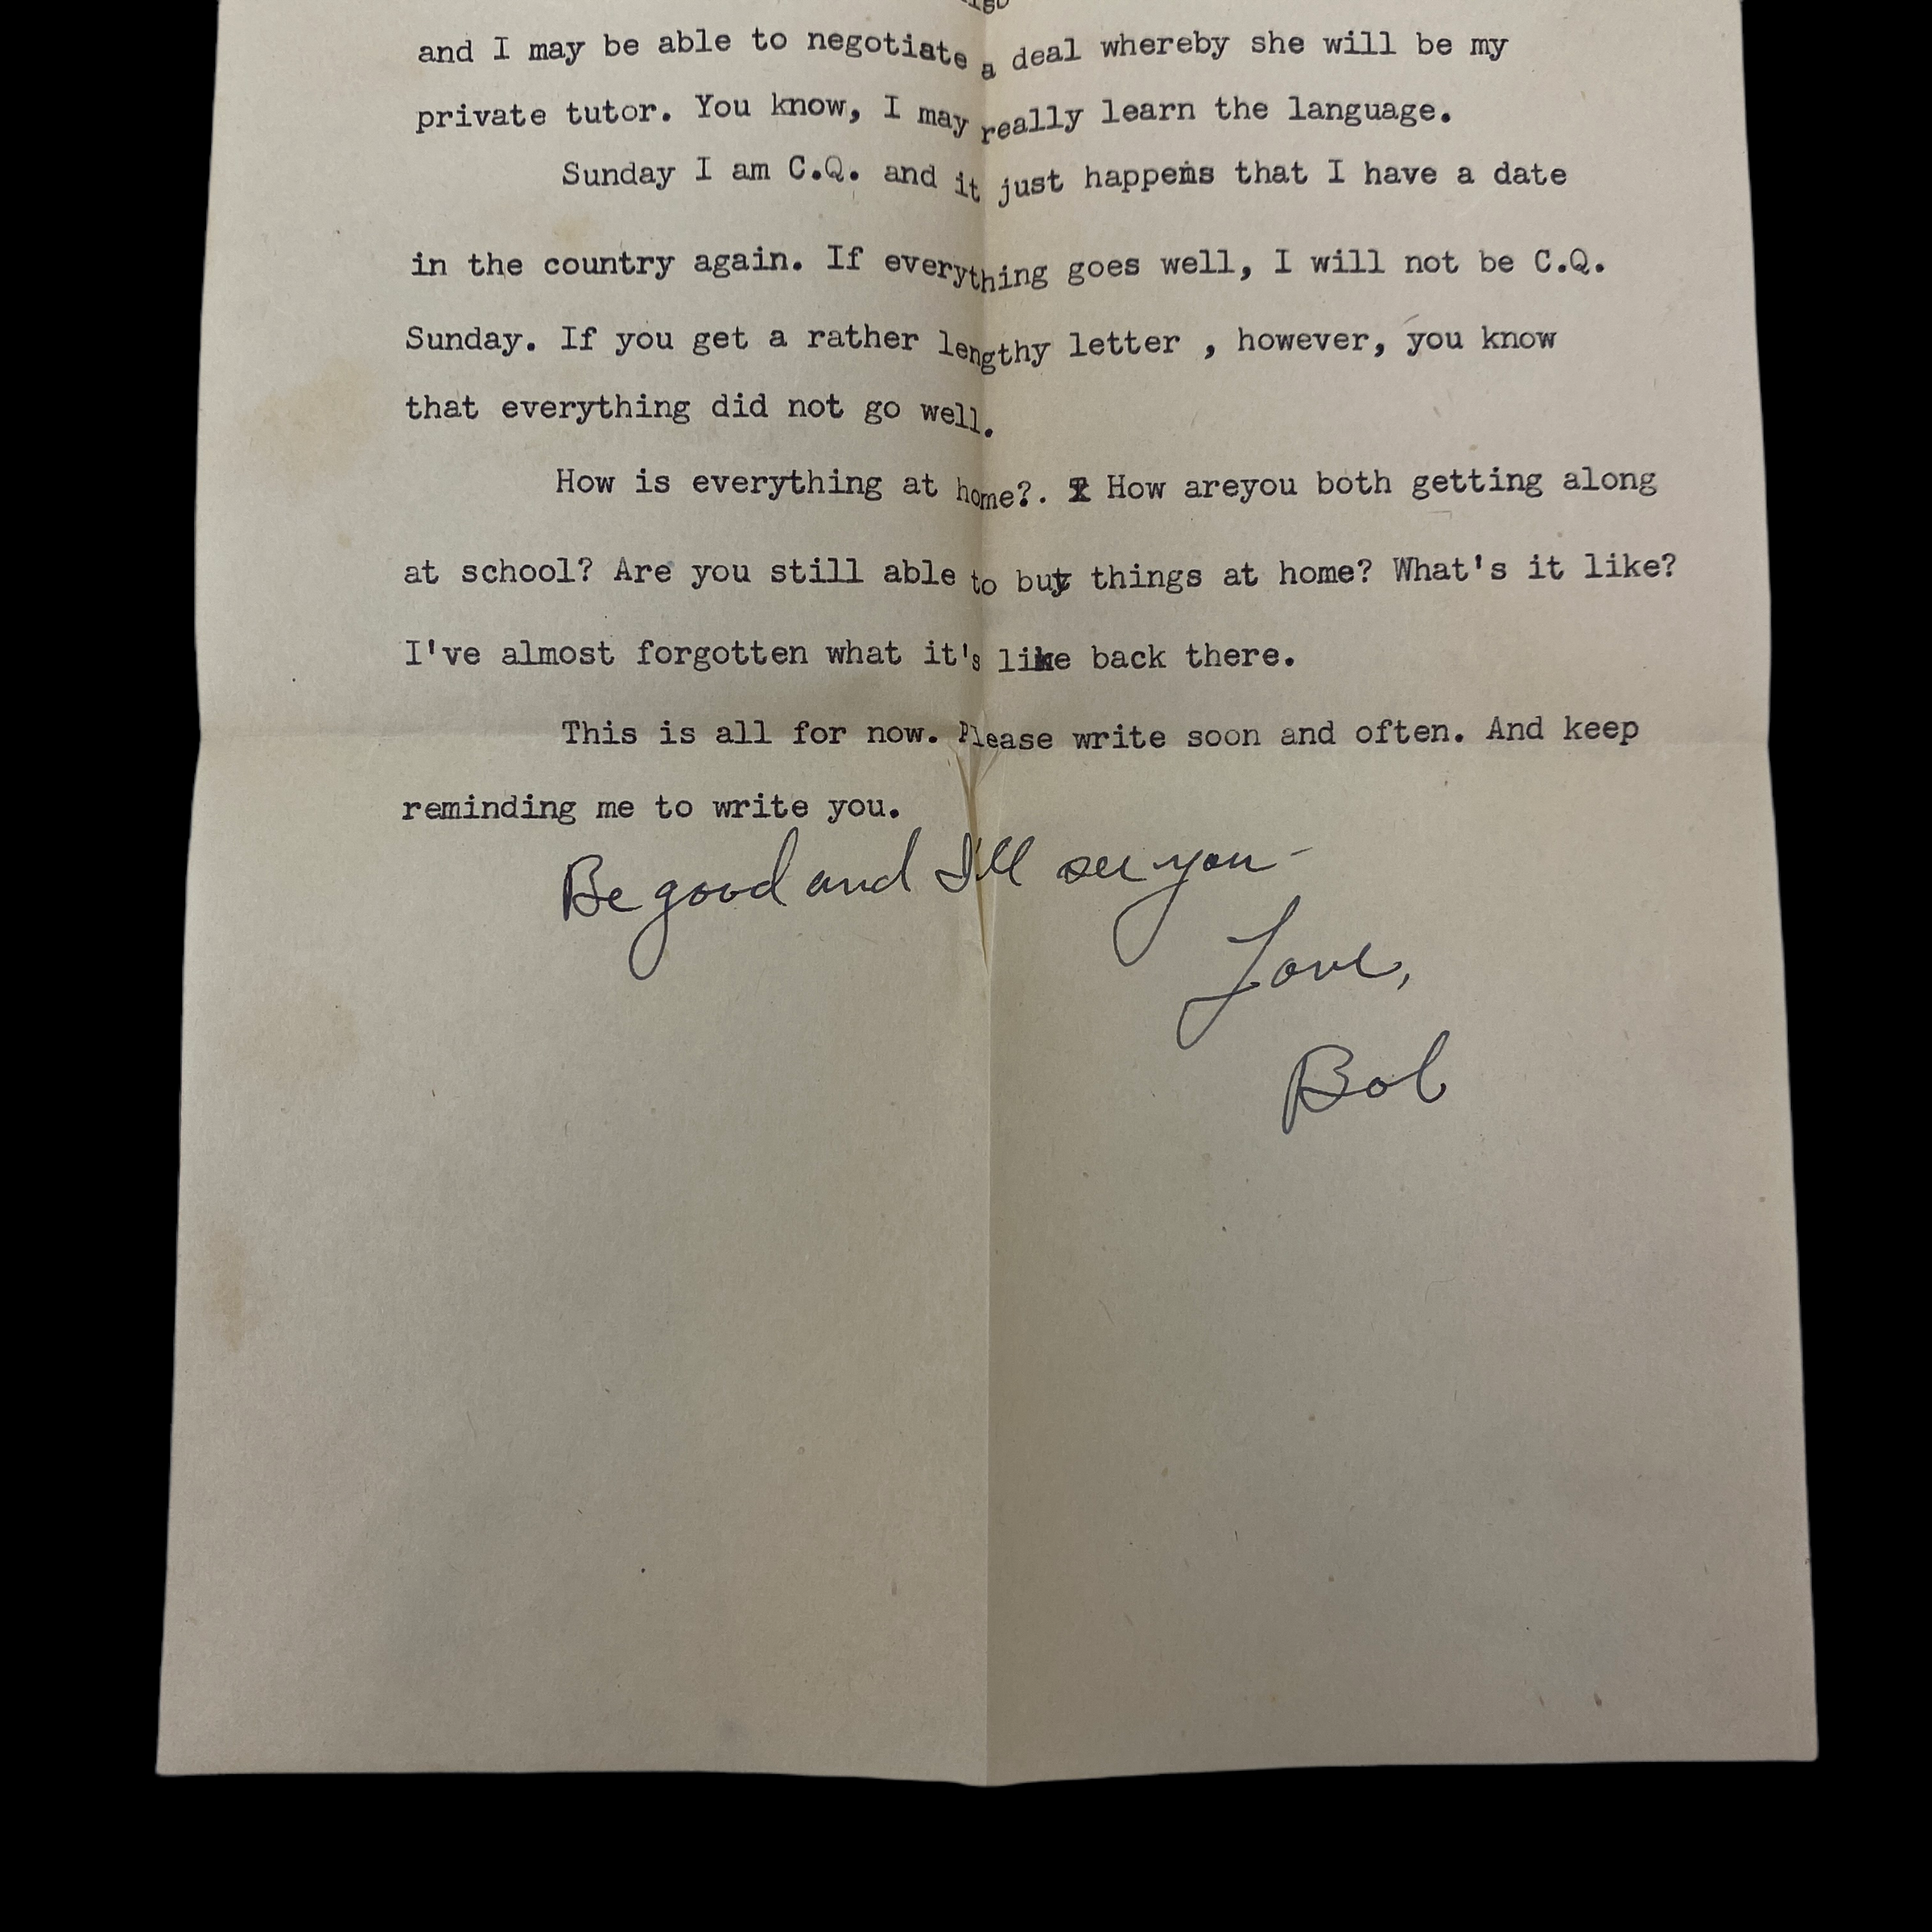 and I may be able to negotiate a deal whereby she will be my
private tutor. You know, I may really learn the language.
Sunday I am C.Q. and it just happens that I have a date
in the country again. If everything goes well, I will not be C.Q.
Sunday. If you get a rather lengthy letter , however, you know
that everything did not go well.
How is everything at home?. How areyou both getting along
at school? Are you still able to buy things at home? What's it like?
I've almost forgotten what it's like back there.
This is all for now. Please write soon and often. And keep
reminding me to write you.
Be good and I'll see you-
Love,
Bob